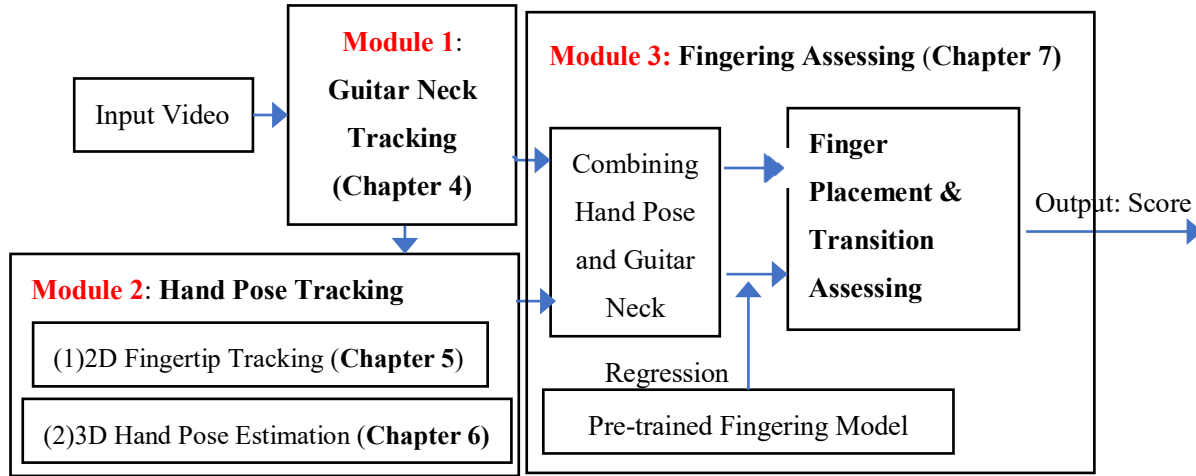 Input Video
Module 1:
Guitar Neck
Tracking
(Chapter 4)
Module 2: Hand Pose Tracking
(1)2D Fingertip Tracking (Chapter 5)
(2)3D Hand Pose Estimation (Chapter 6)
Module 3: Fingering Assessing (Chapter 7)
Combining
Hand Pose
and Guitar
Neck
Finger
Placement &
Transition
Assessing
Regression
Pre-trained Fingering Model
Output: Score